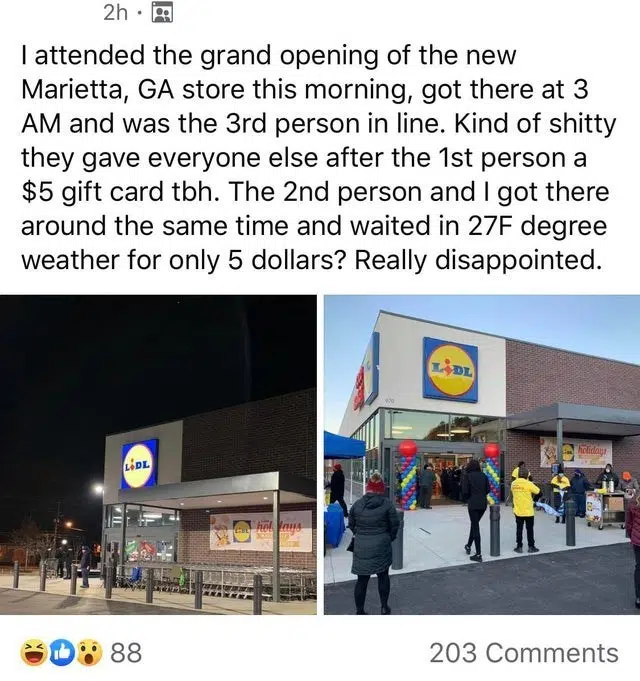 2h ·
I attended the grand opening of the new
Marietta, GA store this morning, got there at 3
AM and was the 3rd person in line. Kind of shitty
they gave everyone else after the 1st person a
$5 gift card tbh. The 2nd person and I got there
around the same time and waited in 27F degree
weather for only 5 dollars? Really disappointed.
LIDL
holidays
LIDL
holidays
88
203 Comments